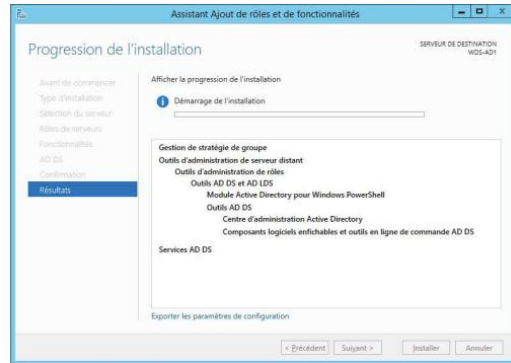 Assistant Ajout de rôles et de fonctionnalités
Progression de l'installation
SERVEUR DE DESTINATION
WDS-AD1
Avant de commencer
Type d'installation
Sélection du serveur
Rôles de serveurs
Fonctionnalités
AD DS
Confirmation
Résultats
Afficher la progression de l'installation
Démarrage de l'installation
Gestion de stratégie de groupe
Outils d'administration de serveur distant
Outils d'administration de rôles
Outils AD DS et AD LDS
Module Active Directory pour Windows PowerShell
Outils AD DS
Centre d'administration Active Directory
Composants logiciels enfichables et outils en ligne de commande AD DS
Services AD DS
Exporter les paramètres de configuration
< Précédent
Suivant >
Installer
Annuler